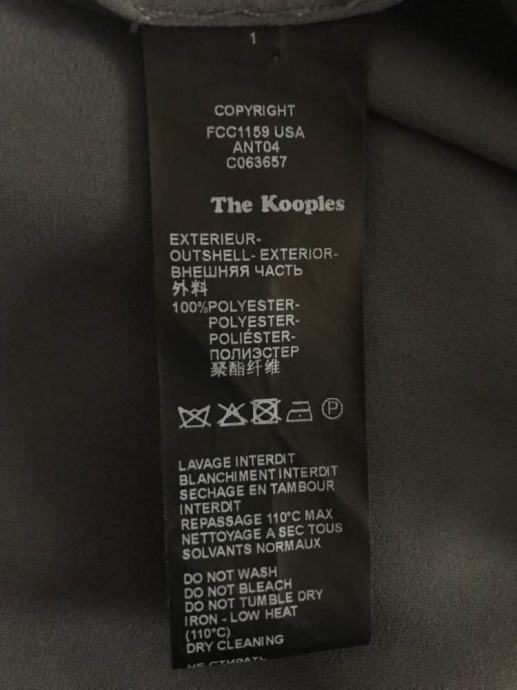 1
COPYRIGHT
FCC1159 USA
ANT04
C063657
The Kooples
EXTERIEUR-
OUTSHELL- EXTERIOR-
ВНЕШНЯЯ ЧАСТЬ
外料
100%POLYESTER-
POLYESTER-
POLIÉSTER-
ПОЛИЭСТЕР
聚酯纤维
P
LAVAGE INTERDIT
BLANCHIMENT INTERDIT
SECHAGE EN TAMBOUR
INTERDIT
REPASSAGE 110°C MAX
NETTOYAGE A SEC TOUS
SOLVANTS NORMAUX
DO NOT WASH
DO NOT BLEACH
DO NOT TUMBLE DRY
IRON - LOW HEAT
(110°C)
DRY CLEANING
НЕ СТИРАТЬ